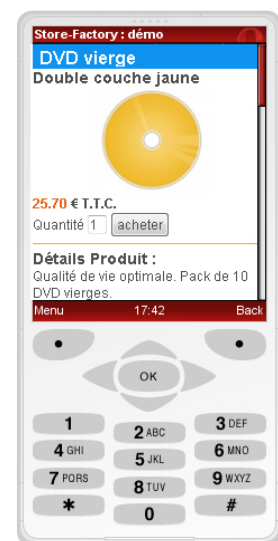 Store-Factory : démo
DVD vierge
Double couche jaune
25.70 € T.T.C.
Quantité 1 acheter
Détails Produit :
Qualité de vie optimale. Pack de 10
DVD vierges.
Menu 17:42 Back
OK
1 2 ABC 3 DEF
4 GHI 5 JKL 6 MNO
7 PQRS 8 TUV 9 WXYZ
* 0 #